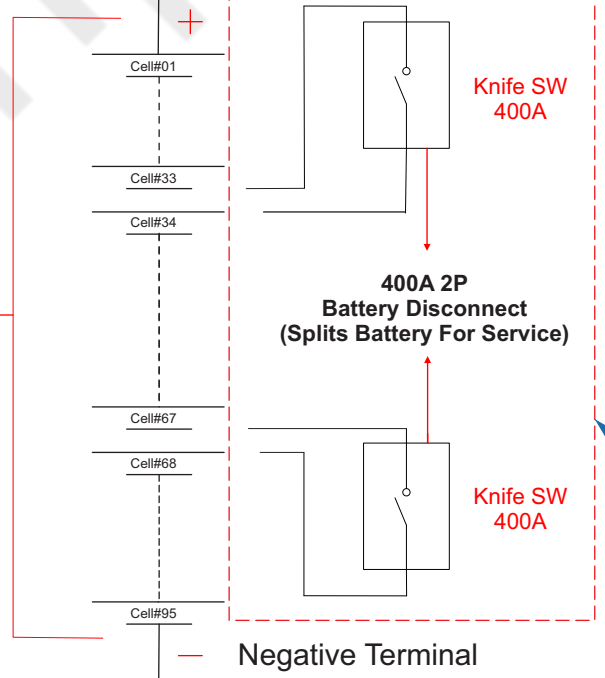 +
Cell#01
Knife SW
400A
Cell#33
Cell#34
400A 2P
Battery Disconnect
(Splits Battery For Service)
Cell#67
Cell#68
Knife SW
400A
Cell#95
— Negative Terminal